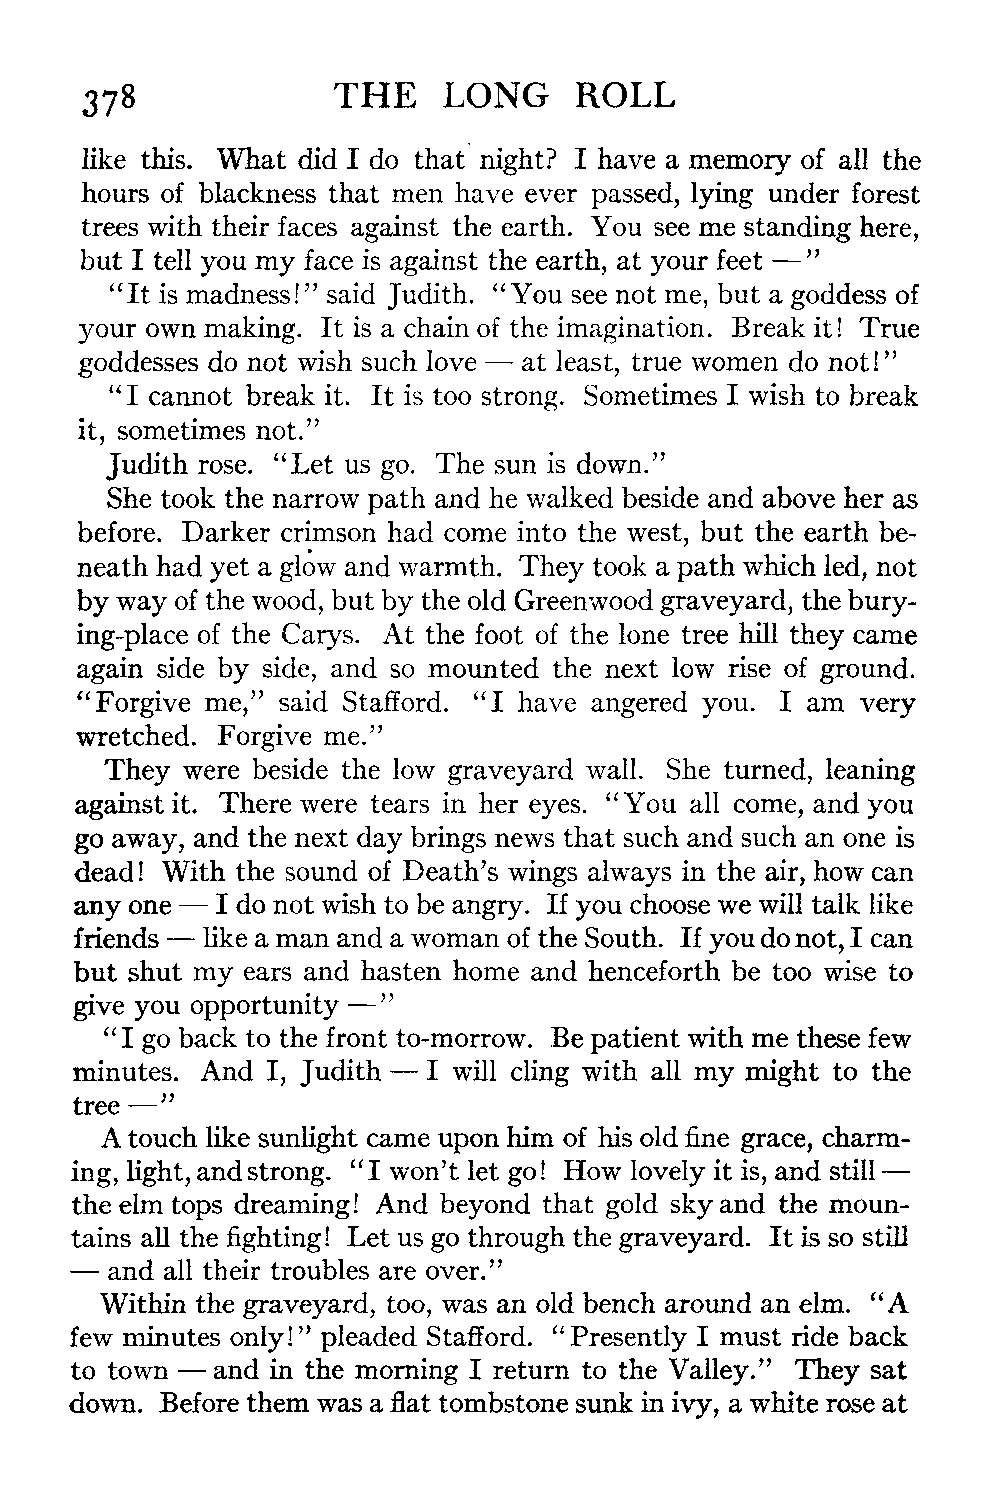 378 THE LONG ROLL
like this. What did I do that night? I have a memory of all the
hours of blackness that men have ever passed, lying under forest
trees with their faces against the earth. You see me standing here,
but I tell you my face is against the earth, at your feet —"
"It is madness!" said Judith. "You see not me, but a goddess of
your own making. It is a chain of the imagination. Break it! True
goddesses do not wish such love — at least, true women do not!"
"I cannot break it. It is too strong. Sometimes I wish to break
it, sometimes not."
Judith rose. "Let us go. The sun is down."
She took the narrow path and he walked beside and above her as
before. Darker crimson had come into the west, but the earth be-
neath had yet a glow and warmth. They took a path which led, not
by way of the wood, but by the old Greenwood graveyard, the bury-
ing-place of the Carys. At the foot of the lone tree hill they came
again side by side, and so mounted the next low rise of ground.
"Forgive me," said Stafford. "I have angered you. I am very
wretched. Forgive me."
They were beside the low graveyard wall. She turned, leaning
against it. There were tears in her eyes. "You all come, and you
go away, and the next day brings news that such and such an one is
dead! With the sound of Death's wings always in the air, how can
any one — I do not wish to be angry. If you choose we will talk like
friends — like a man and a woman of the South. If you do not, I can
but shut my ears and hasten home and henceforth be too wise to
give you opportunity —"
"I go back to the front to-morrow. Be patient with me these few
minutes. And I, Judith — I will cling with all my might to the
tree —"
A touch like sunlight came upon him of his old fine grace, charm-
ing, light, and strong. "I won't let go! How lovely it is, and still —
the elm tops dreaming! And beyond that gold sky and the moun-
tains all the fighting! Let us go through the graveyard. It is so still
— and all their troubles are over."
Within the graveyard, too, was an old bench around an elm. "A
few minutes only!" pleaded Stafford. "Presently I must ride back
to town — and in the morning I return to the Valley." They sat
down. Before them was a flat tombstone sunk in ivy, a white rose at